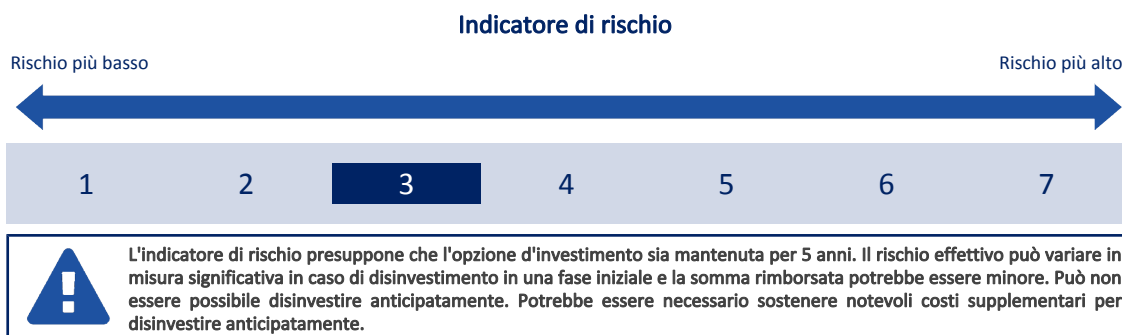 Indicatore di rischio
Rischio più basso
Rischio più alto
1 2 3 4 5 6 7
L'indicatore di rischio presuppone che l'opzione d'investimento sia mantenuta per 5 anni. Il rischio effettivo può variare in
misura significativa in caso di disinvestimento in una fase iniziale e la somma rimborsata potrebbe essere minore. Può non
essere possibile disinvestire anticipatamente. Potrebbe essere necessario sostenere notevoli costi supplementari per
disinvestire anticipatamente.